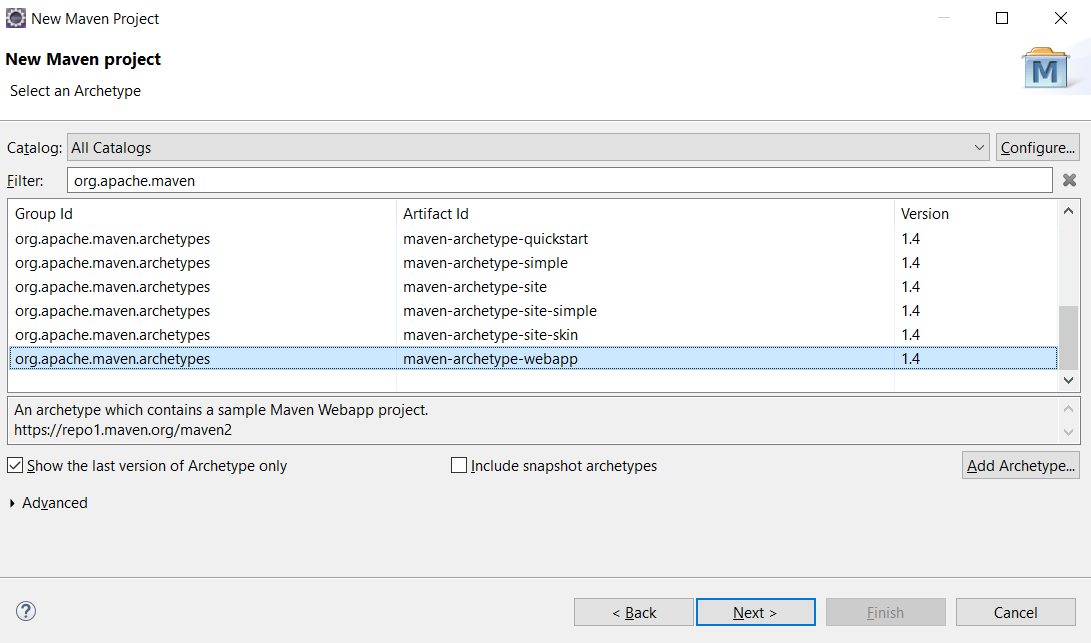 New Maven Project
New Maven project
Select an Archetype
M
Catalog: All Catalogs Configure...
Filter: org.apache.maven
Group Id Artifact Id Version
org.apache.maven.archetypes maven-archetype-quickstart 1.4
org.apache.maven.archetypes maven-archetype-simple 1.4
org.apache.maven.archetypes maven-archetype-site 1.4
org.apache.maven.archetypes maven-archetype-site-simple 1.4
org.apache.maven.archetypes maven-archetype-site-skin 1.4
org.apache.maven.archetypes maven-archetype-webapp 1.4
An archetype which contains a sample Maven Webapp project.
https://repo1.maven.org/maven2
Show the last version of Archetype only Include snapshot archetypes Add Archetype...
Advanced
? < Back Next > Finish Cancel